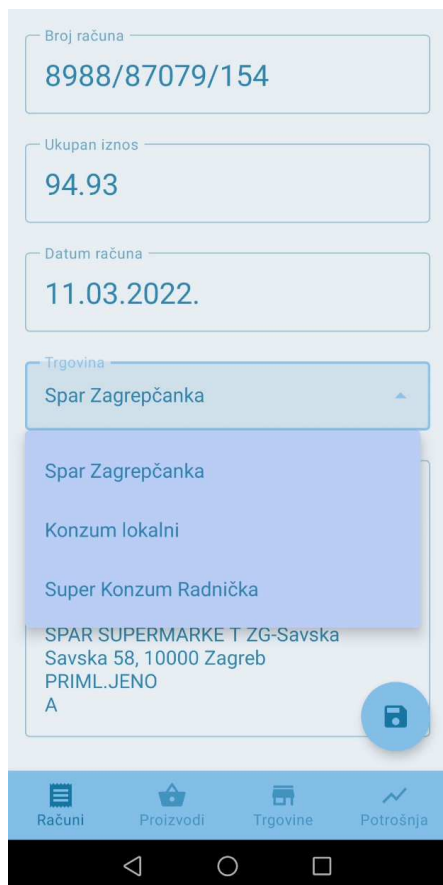 Broj računa
8988/87079/154
Ukupan iznos
94.93
Datum računa
11.03.2022.
Trgovina
Spar Zagrepčanka
Spar Zagrepčanka
Konzum lokalni
Super Konzum Radnička
SPAR SUPERMARKE T ZG-Savska
Savska 58, 10000 Zagreb
PRIML.JENO
A
Računi
Proizvodi
Trgovine
Potrošnja